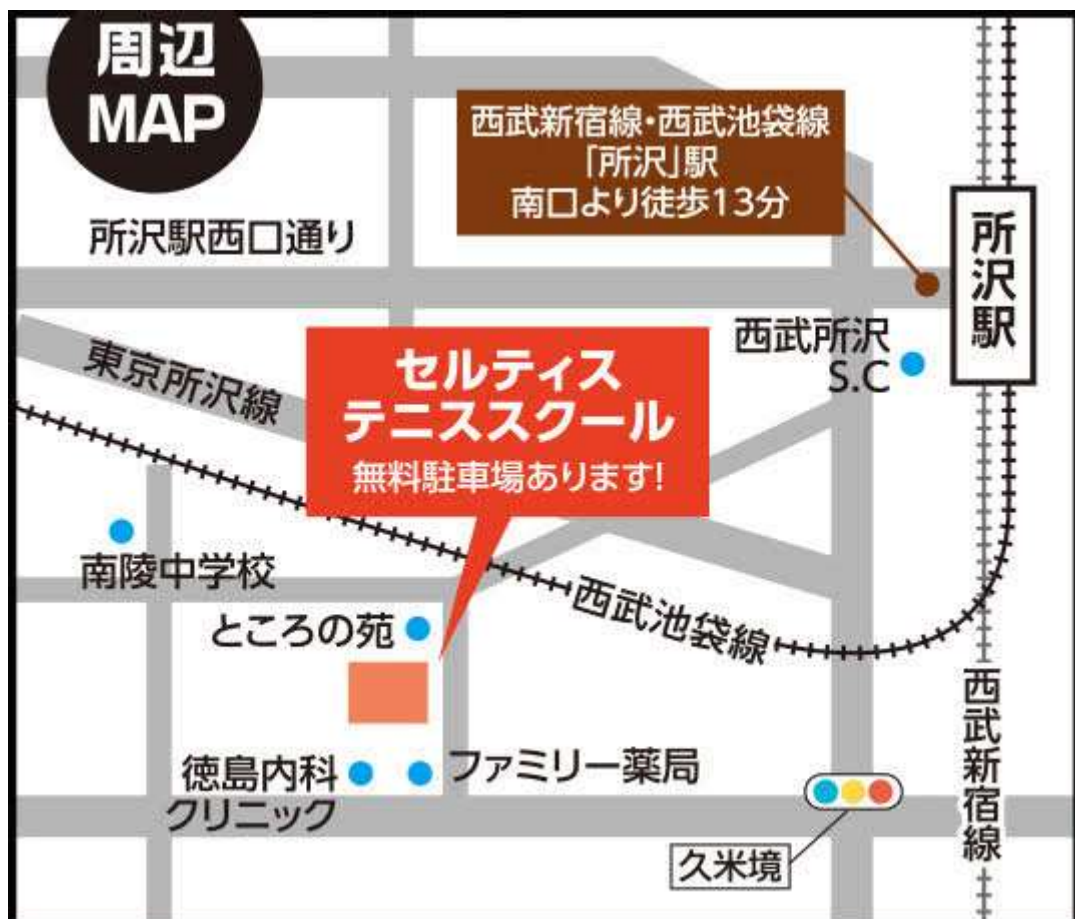 周辺
MAP
西武新宿線・西武池袋線
「所沢」駅
南口より徒歩13分
所沢駅西口通り
所沢駅
西武所沢
S.C
東京所沢線
セルティス
テニススクール
無料駐車場あります!
南陵中学校
ところの苑
西武池袋線
西武新宿線
徳島内科
クリニック
ファミリー薬局
久米境